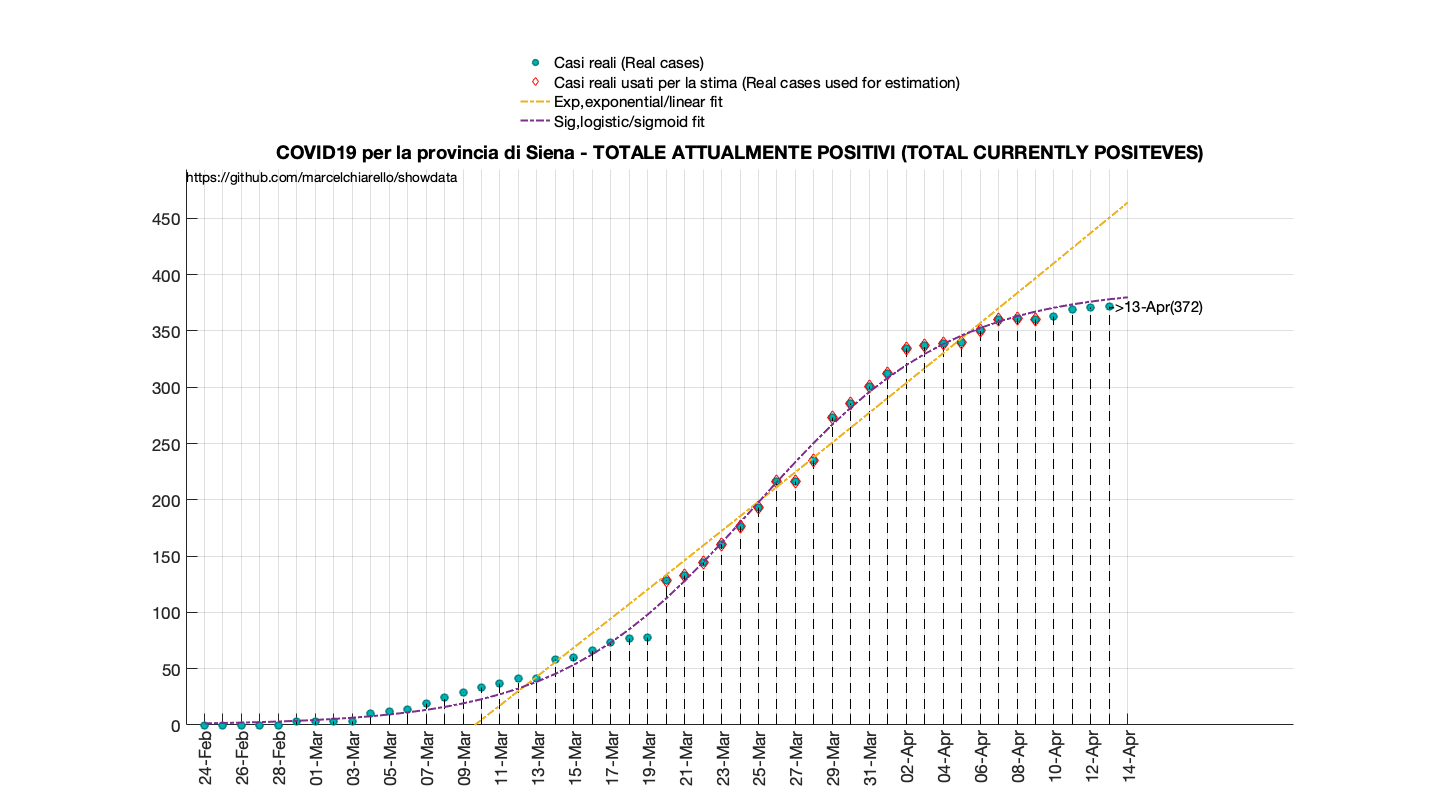 Casi reali (Real cases)
Casi reali usati per la stima (Real cases used for estimation)
Exp,exponential/linear fit
Sig,logistic/sigmoid fit
COVID19 per la provincia di Siena - TOTALE ATTUALMENTE POSITIVI (TOTAL CURRENTLY POSITEVES)
https://github.com/marcelchiarello/showdata
450
400
350
300
250
200
150
100
50
0
->13-Apr(372)
24-Feb
26-Feb
28-Feb
01-Mar
03-Mar
05-Mar
07-Mar
09-Mar
11-Mar
13-Mar
15-Mar
17-Mar
19-Mar
21-Mar
23-Mar
25-Mar
27-Mar
29-Mar
31-Mar
02-Apr
04-Apr
06-Apr
08-Apr
10-Apr
12-Apr
14-Apr